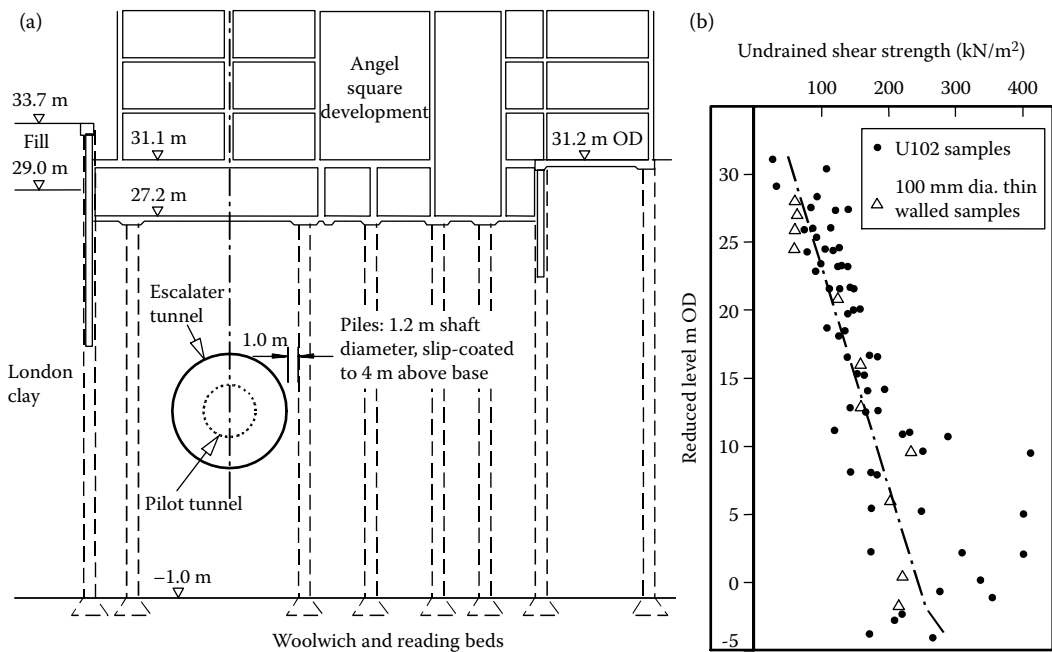 (a)
Angel
square
development
33.7 m
Fill
29.0 m
31.1 m
27.2 m
31.2 m OD
Escalater
tunnel
1.0 m
Piles: 1.2 m shaft
diameter, slip-coated
to 4 m above base
London
clay
Pilot tunnel
−1.0 m
Woolwich and reading beds
(b)
Undrained shear strength (kN/m²)
100 200 300 400
U102 samples
100 mm dia. thin
walled samples
Reduced level m OD
30
25
20
15
10
5
0
-5